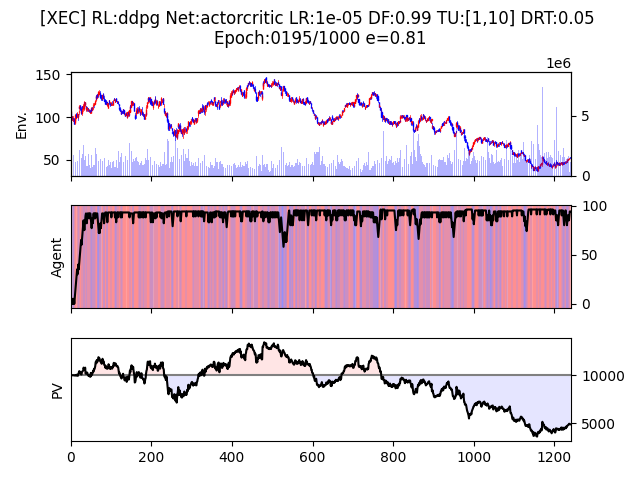 [XEC] RL:ddpg Net:actorcritic LR:1e-05 DF:0.99 TU:[1,10] DRT:0.05
Epoch:0195/1000 e=0.81
1e6
150
100
50
Env.
5
0
Agent
100
50
0
PV
10000
5000
0 200 400 600 800 1000 1200